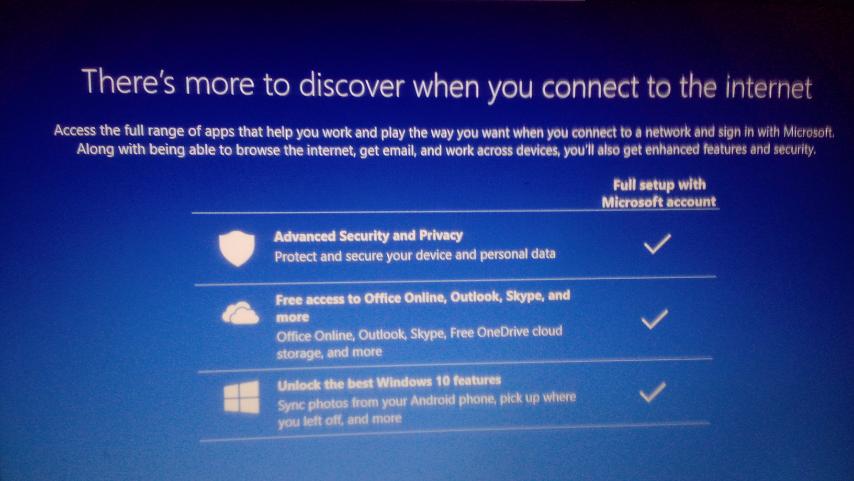 There's more to discover when you connect to the internet
Access the full range of apps that help you work and play the way you want when you connect to a network and sign in with Microsoft.
Along with being able to browse the internet, get email, and work across devices, you'll also get enhanced features and security.
Full setup with
Microsoft account
Advanced Security and Privacy
Protect and secure your device and personal data
Free access to Office Online, Outlook, Skype, and
more
Office Online, Outlook, Skype, Free OneDrive cloud
storage, and more
Unlock the best Windows 10 features
Sync photos from your Android phone, pick up where
you left off, and more